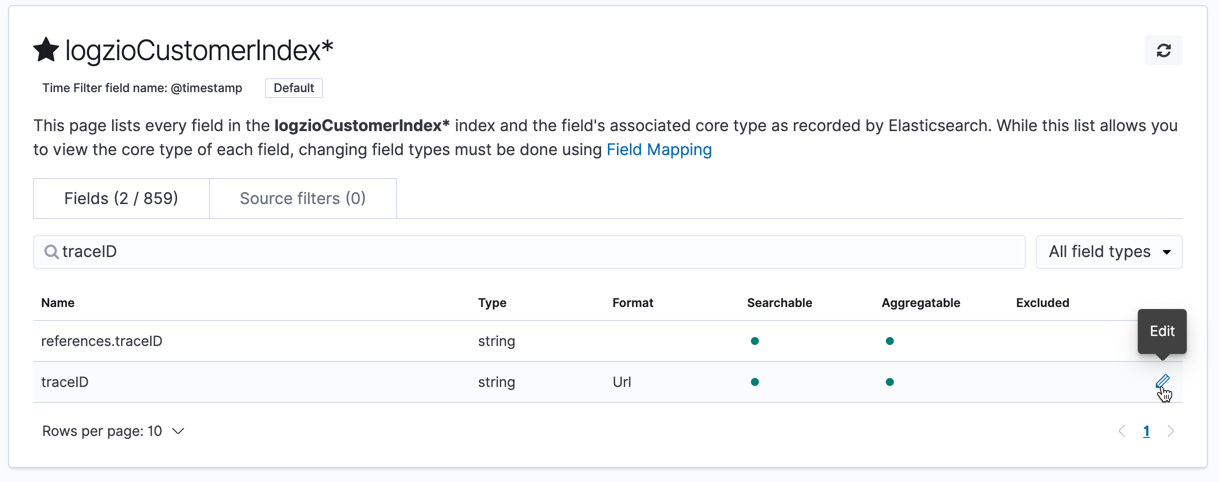 logzioCustomerIndex*
Time Filter field name: @timestamp Default
This page lists every field in the logzioCustomerIndex* index and the field's associated core type as recorded by Elasticsearch. While this list allows you
to view the core type of each field, changing field types must be done using Field Mapping
Fields (2 / 859) Source filters (0)
traceID All field types
Name Type Format Searchable Aggregatable Excluded
Edit
references.traceID string
traceID string Url
Rows per page: 10 1